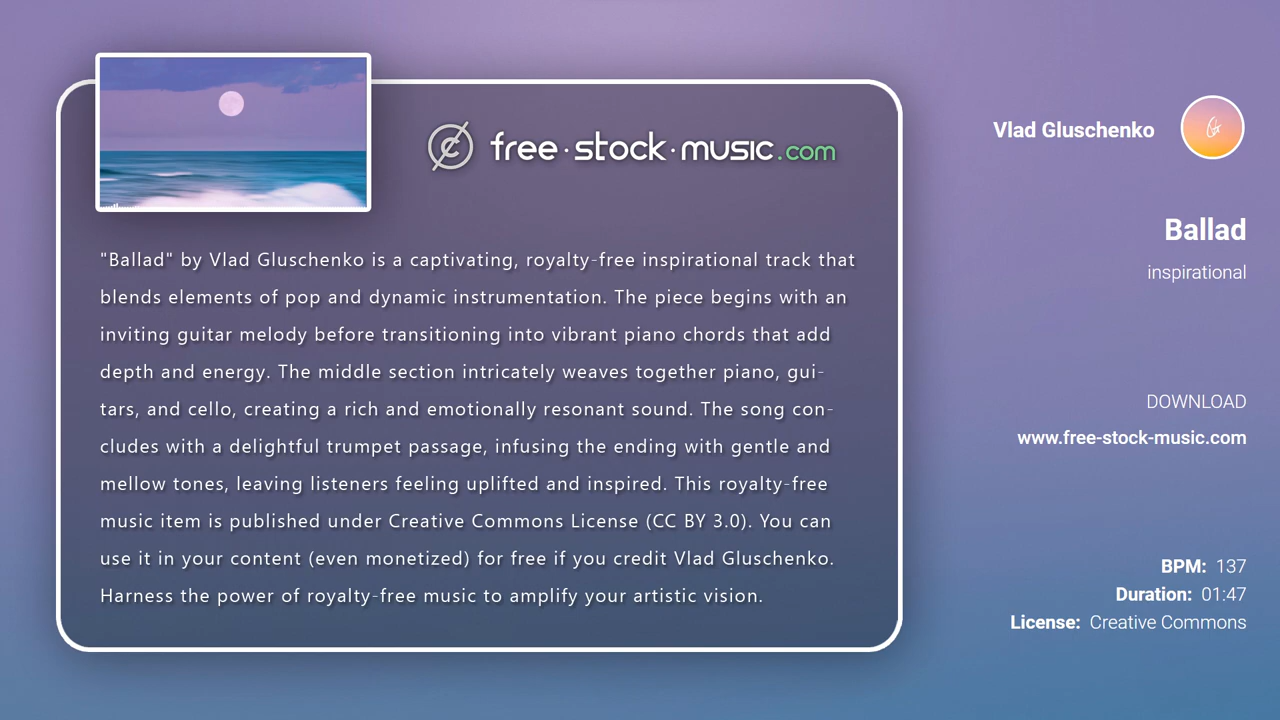 free·stock·music.com
"Ballad" by Vlad Gluschenko is a captivating, royalty-free inspirational track that
blends elements of pop and dynamic instrumentation. The piece begins with an
inviting guitar melody before transitioning into vibrant piano chords that add
depth and energy. The middle section intricately weaves together piano, gui-
tars, and cello, creating a rich and emotionally resonant sound. The song con-
cludes with a delightful trumpet passage, infusing the ending with gentle and
mellow tones, leaving listeners feeling uplifted and inspired. This royalty-free
music item is published under Creative Commons License (CC BY 3.0). You can
use it in your content (even monetized) for free if you credit Vlad Gluschenko.
Harness the power of royalty-free music to amplify your artistic vision.
Vlad Gluschenko
Ballad
inspirational
DOWNLOAD
www.free-stock-music.com
BPM: 137
Duration: 01:47
License: Creative Commons